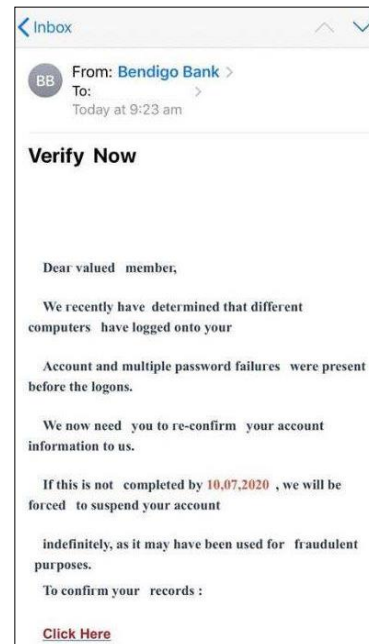 Inbox
BB
From: Bendigo Bank >
To: >
Today at 9:23 am
Verify Now
Dear valued member,
We recently have determined that different
computers have logged onto your
Account and multiple password failures were present
before the logons.
We now need you to re-confirm your account
information to us.
If this is not completed by 10,07,2020 , we will be
forced to suspend your account
indefinitely, as it may have been used for fraudulent
purposes.
To confirm your records :
Click Here